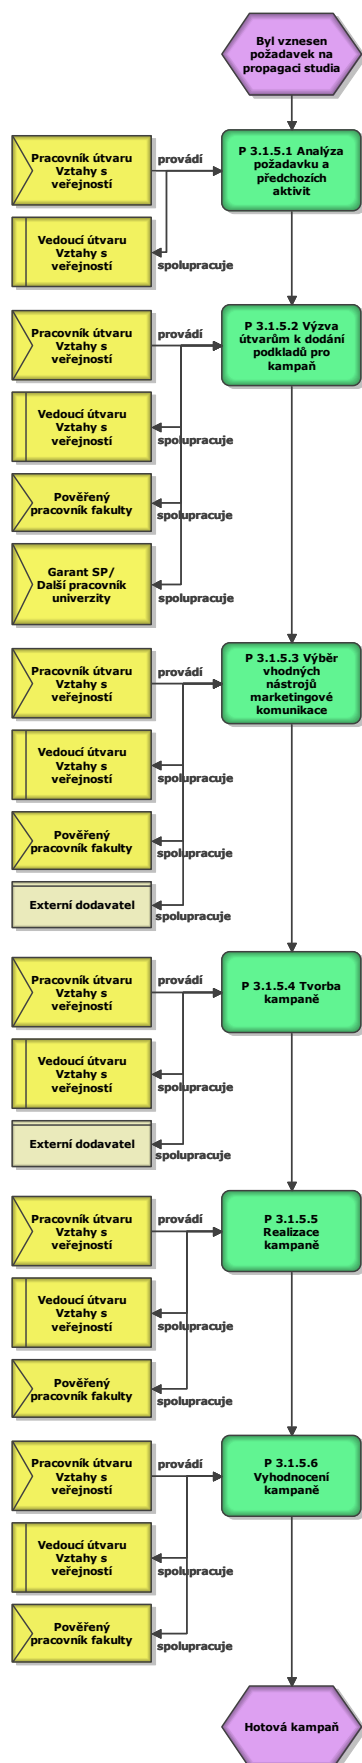 Byl vznesen
požadavek na
propagaci studia
Pracovník útvaru
Vztahy s
veřejností
provádí
P 3.1.5.1 Analýza
požadavku a
předchozích
aktivit
Vedoucí útvaru
Vztahy s
veřejností
spolupracuje
Pracovník útvaru
Vztahy s
veřejností
provádí
P 3.1.5.2 Výzva
útvarům k dodání
podkladů pro
kampaň
Vedoucí útvaru
Vztahy s
veřejností
spolupracuje
Pověřený
pracovník fakulty
spolupracuje
Garant SP/
Další pracovník
univerzity
spolupracuje
Pracovník útvaru
Vztahy s
veřejností
provádí
P 3.1.5.3 Výběr
vhodných
nástrojů
marketingové
komunikace
Vedoucí útvaru
Vztahy s
veřejností
spolupracuje
Pověřený
pracovník fakulty
spolupracuje
Externí dodavatel
spolupracuje
Pracovník útvaru
Vztahy s
veřejností
provádí
P 3.1.5.4 Tvorba
kampaně
Vedoucí útvaru
Vztahy s
veřejností
spolupracuje
Externí dodavatel
spolupracuje
Pracovník útvaru
Vztahy s
veřejností
provádí
P 3.1.5.5
Realizace
kampaně
Vedoucí útvaru
Vztahy s
veřejností
spolupracuje
Pověřený
pracovník fakulty
spolupracuje
Pracovník útvaru
Vztahy s
veřejností
provádí
P 3.1.5.6
Vyhodnocení
kampaně
Vedoucí útvaru
Vztahy s
veřejností
spolupracuje
Pověřený
pracovník fakulty
spolupracuje
Hotová kampaň